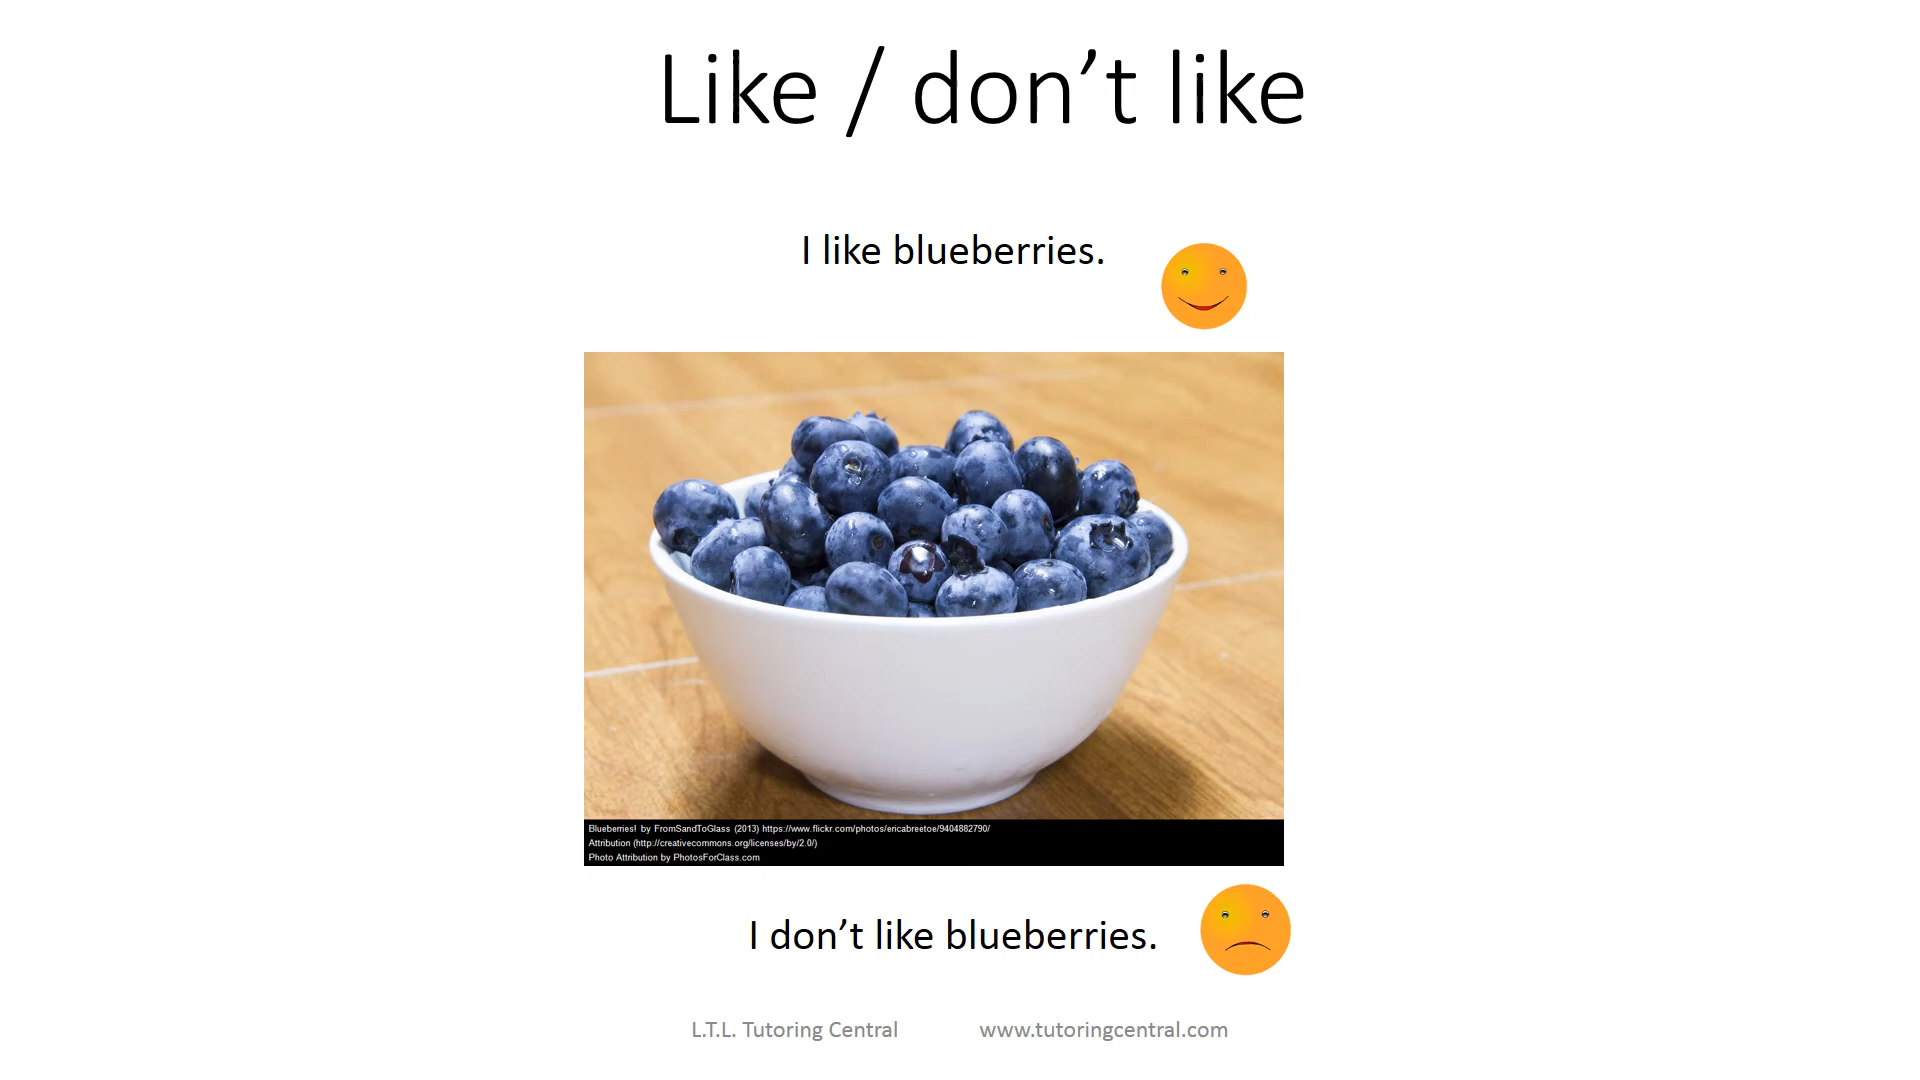 Like / don’t like
I like blueberries.
Blueberries! by FromSandToGlass (2013) https://www.flickr.com/photos/ericabreetoe/9404882790/
Attribution (http://creativecommons.org/licenses/by/2.0/)
Photo Attribution by PhotosForClass.com
I don’t like blueberries.
L.T.L. Tutoring Central www.tutoringcentral.com